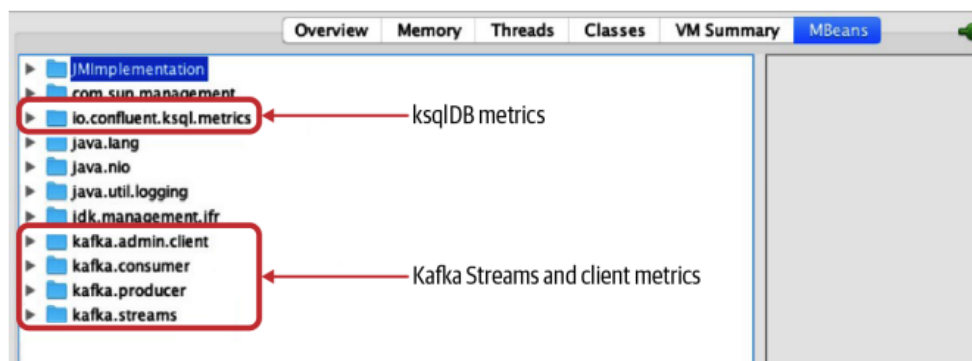 Overview Memory Threads Classes VM Summary MBeans
JMImplementation
com.sun.management
io.confluent.ksql.metrics
ksqlDB metrics
java.lang
java.nio
java.util.logging
jdk.management.jfr
kafka.admin.client
kafka.consumer
Kafka Streams and client metrics
kafka.producer
kafka.streams